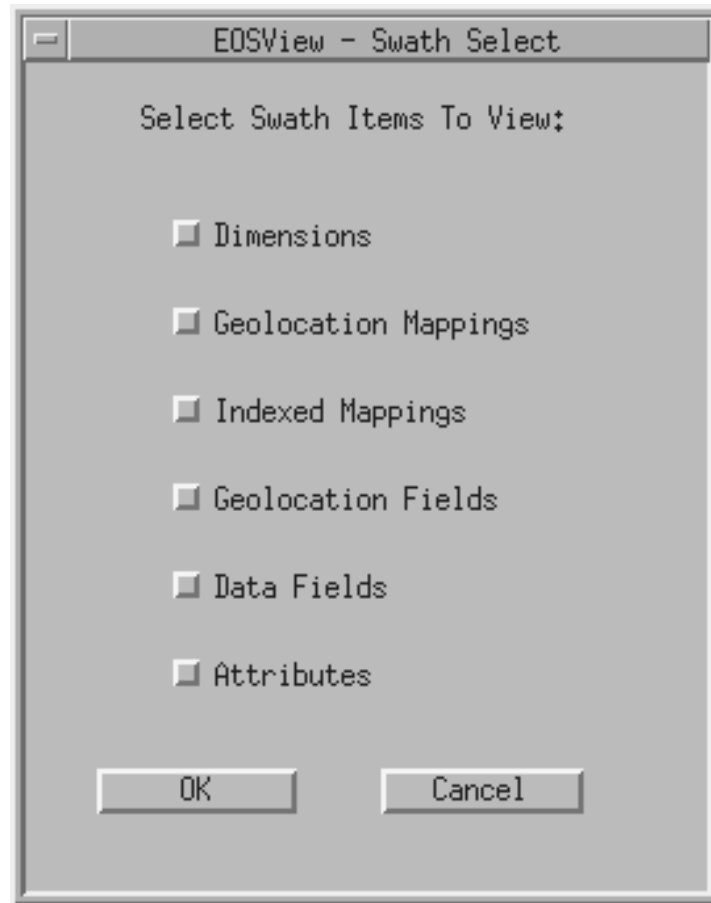 EOSView - Swath Select
Select Swath Items To View:
Dimensions
Geolocation Mappings
Indexed Mappings
Geolocation Fields
Data Fields
Attributes
OK
Cancel